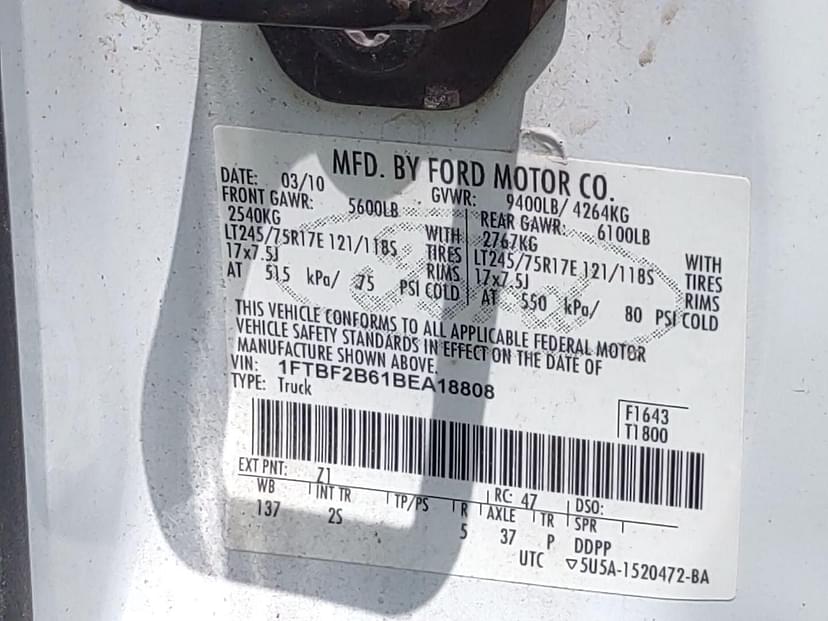 MFD. BY FORD MOTOR CO.
DATE: 03/10 GVWR: 9400LB/ 4264KG
FRONT GAWR: 5600LB REAR GAWR: 6100LB
2540KG WITH 2767KG WITH
LT245/75R17E 121/118S TIRES LT245/75R17E 121/118S TIRES
17x7.5J RIMS 17x7.5J RIMS
AT 515 kPa/ 75 PSI COLD AT 550 kPa/ 80 PSI COLD
THIS VEHICLE CONFORMS TO ALL APPLICABLE FEDERAL MOTOR
VEHICLE SAFETY STANDARDS IN EFFECT ON THE DATE OF
MANUFACTURE SHOWN ABOVE.
VIN: 1FTBF2B61BEA18808
TYPE: Truck
F1643
T1800
EXT PNT: Z1 RC: 47 DSO:
WB INT TR TP/PS R AXLE TR SPR
137 2S 5 37 P DDPP
UTC ▽5U5A-1520472-BA